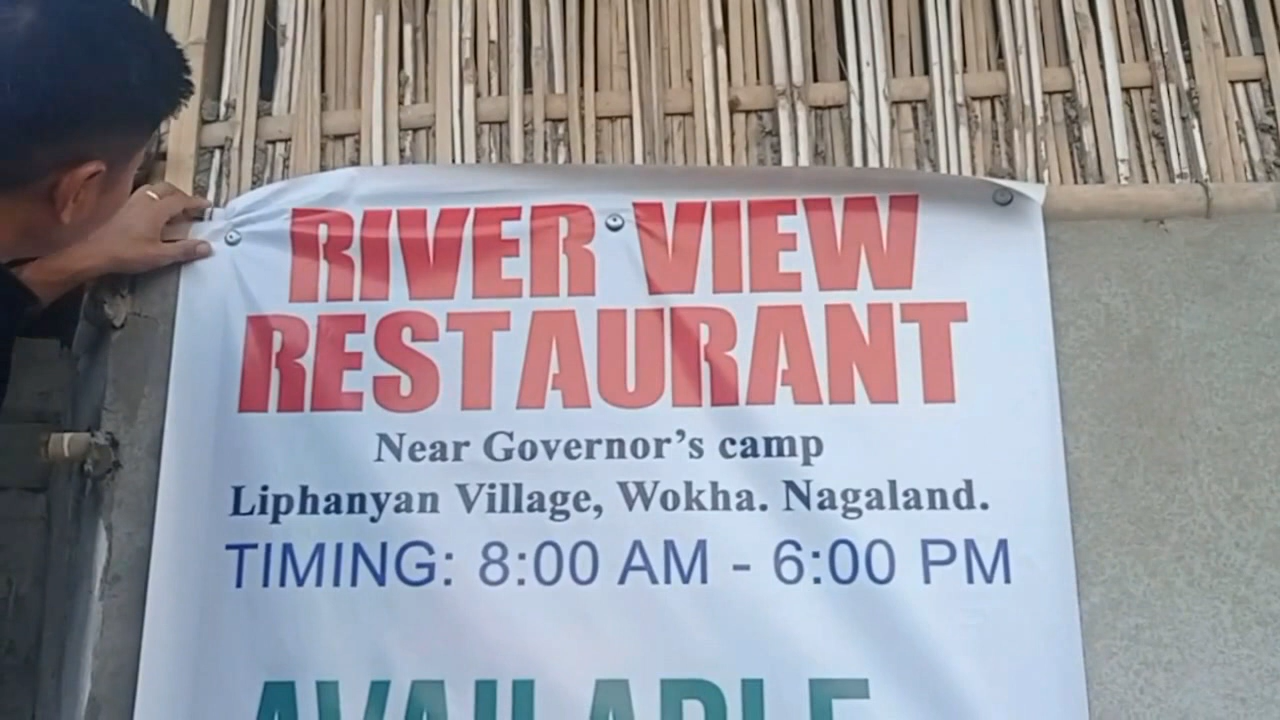 RIVER VIEW
RESTAURANT
Near Governor's camp
Liphanyan Village, Wokha. Nagaland.
TIMING: 8:00 AM - 6:00 PM
AVAILABLE